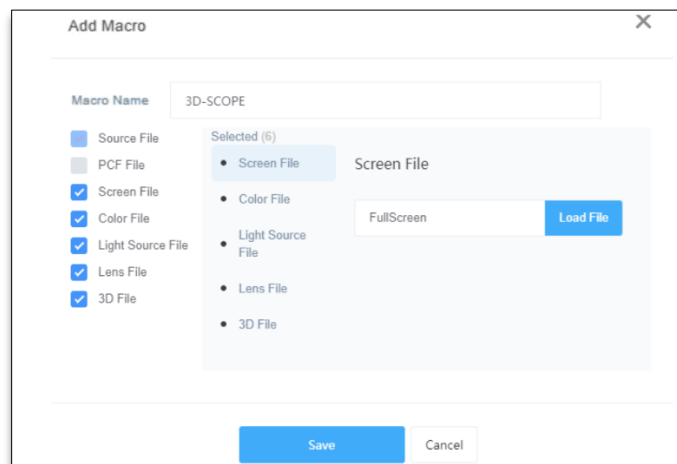 Add Macro
Macro Name
3D-SCOPE
Source File
PCF File
Screen File
Color File
Light Source File
Lens File
3D File
Selected (6)
Screen File
Color File
Light Source
File
Lens File
3D File
Screen File
FullScreen
Load File
Save
Cancel